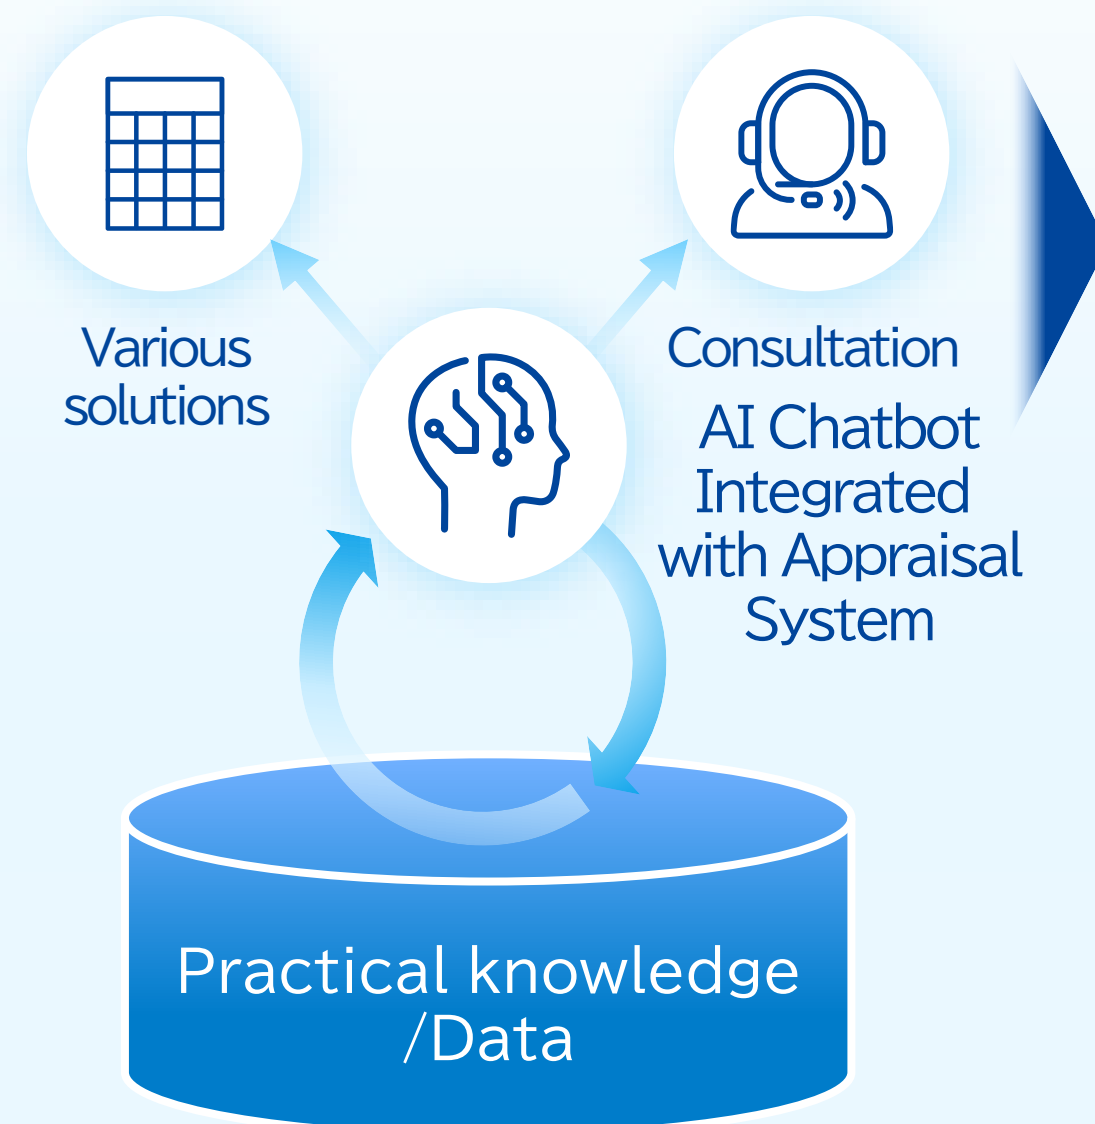 Various
solutions
Consultation
AI Chatbot
Integrated
with Appraisal
System
Practical knowledge
/Data